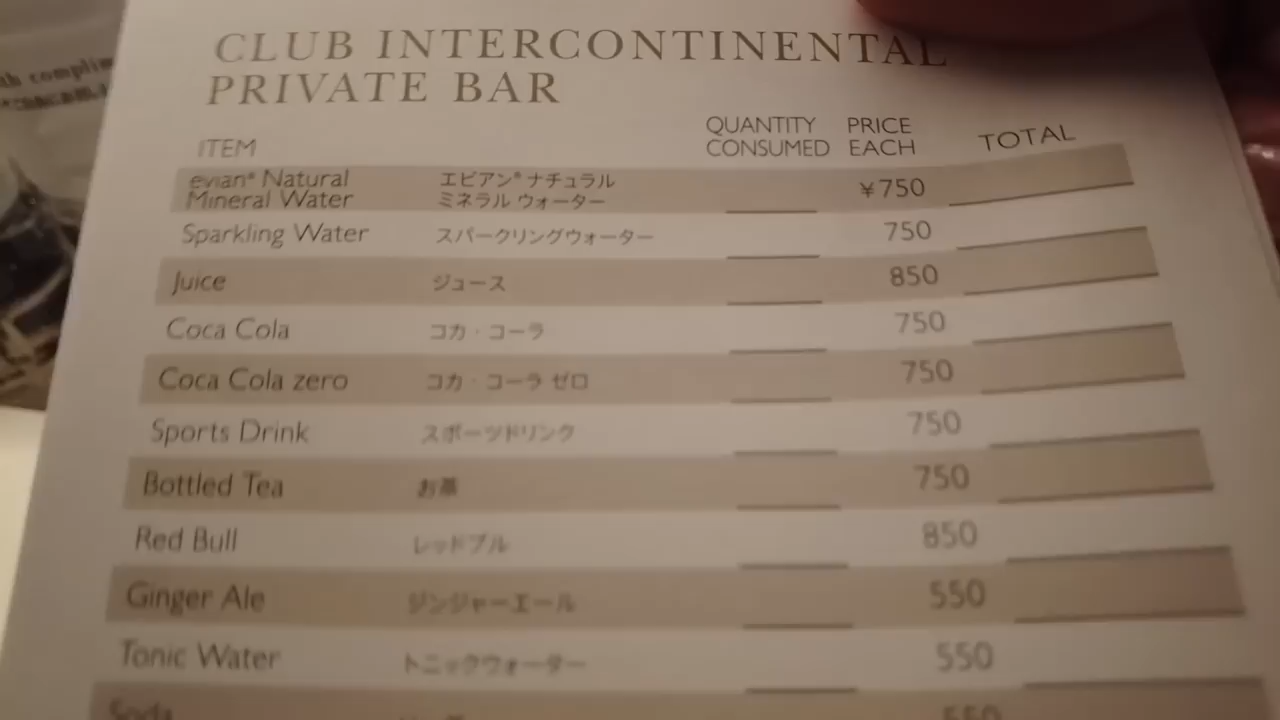 th complim
CLUB INTERCONTINENTAL
PRIVATE BAR
ITEM QUANTITY CONSUMED PRICE EACH TOTAL
evian® Natural Mineral Water エビアン® ナチュラル ミネラル ウォーター ¥750
Sparkling Water スパークリングウォーター 750
Juice ジュース 850
Coca Cola コカ・コーラ 750
Coca Cola zero コカ・コーラ ゼロ 750
Sports Drink スポーツドリンク 750
Bottled Tea お茶 750
Red Bull レッドブル 850
Ginger Ale ジンジャーエール 550
Tonic Water トニックウォーター 550
Soda 550